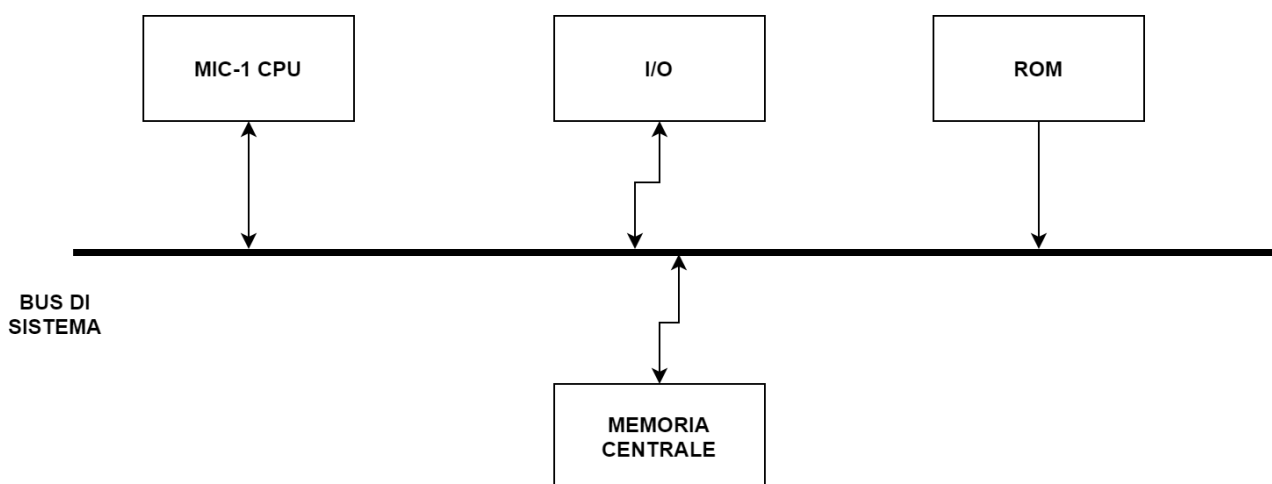 MIC-1 CPU
I/O
ROM
BUS DI
SISTEMA
MEMORIA
CENTRALE